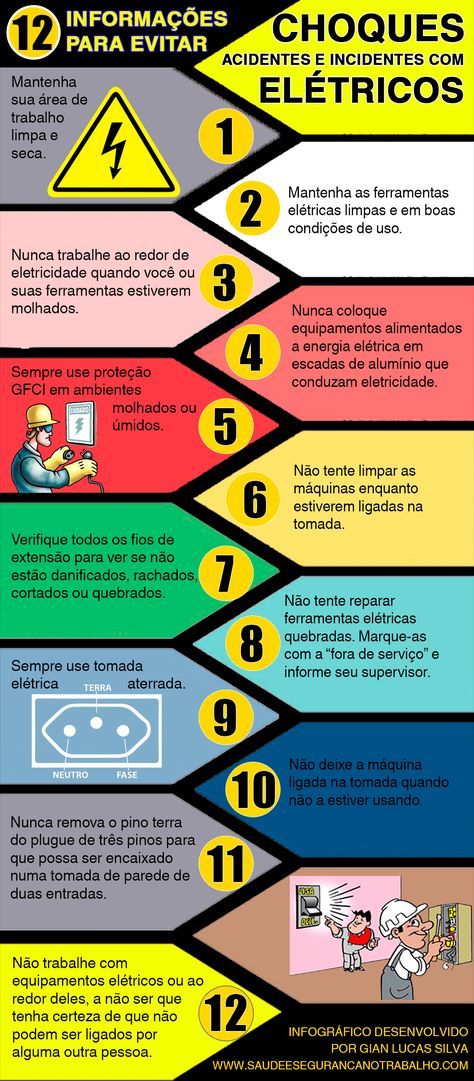 12 INFORMAÇÕES
PARA EVITAR
CHOQUES
ACIDENTES E INCIDENTES COM
ELÉTRICOS
Mantenha
sua área de
trabalho
limpa e
seca.
1
2
Mantenha as ferramentas
elétricas limpas e em boas
condições de uso.
Nunca trabalhe ao redor de
eletricidade quando você ou
suas ferramentas estiverem
molhados.
3
4
Nunca coloque
equipamentos alimentados
a energia elétrica em
escadas de alumínio que
conduzam eletricidade.
Sempre use proteção
GFCI em ambientes
molhados ou
úmidos.
CUIDADO
5
6
Não tente limpar as
máquinas enquanto
estiverem ligadas na
tomada.
Verifique todos os fios de
extensão para ver se não
estão danificados, rachados,
cortados ou quebrados.
7
8
Não tente reparar
ferramentas elétricas
quebradas. Marque-as
com a “fora de serviço” e
informe seu supervisor.
Sempre use tomada
elétrica aterrada.
TERRA
NEUTRO FASE
9
10
Não deixe a máquina
ligada na tomada quando
não a estiver usando.
Nunca remova o pino terra
do plugue de três pinos para
que possa ser encaixado
numa tomada de parede de
duas entradas.
11
Não trabalhe com
equipamentos elétricos ou ao
redor deles, a não ser que
tenha certeza de que não
podem ser ligados por
alguma outra pessoa.
12
INFOGRÁFICO DESENVOLVIDO
POR GIAN LUCAS SILVA
WWW.SAUDEESEGURANCANOTRABALHO.COM